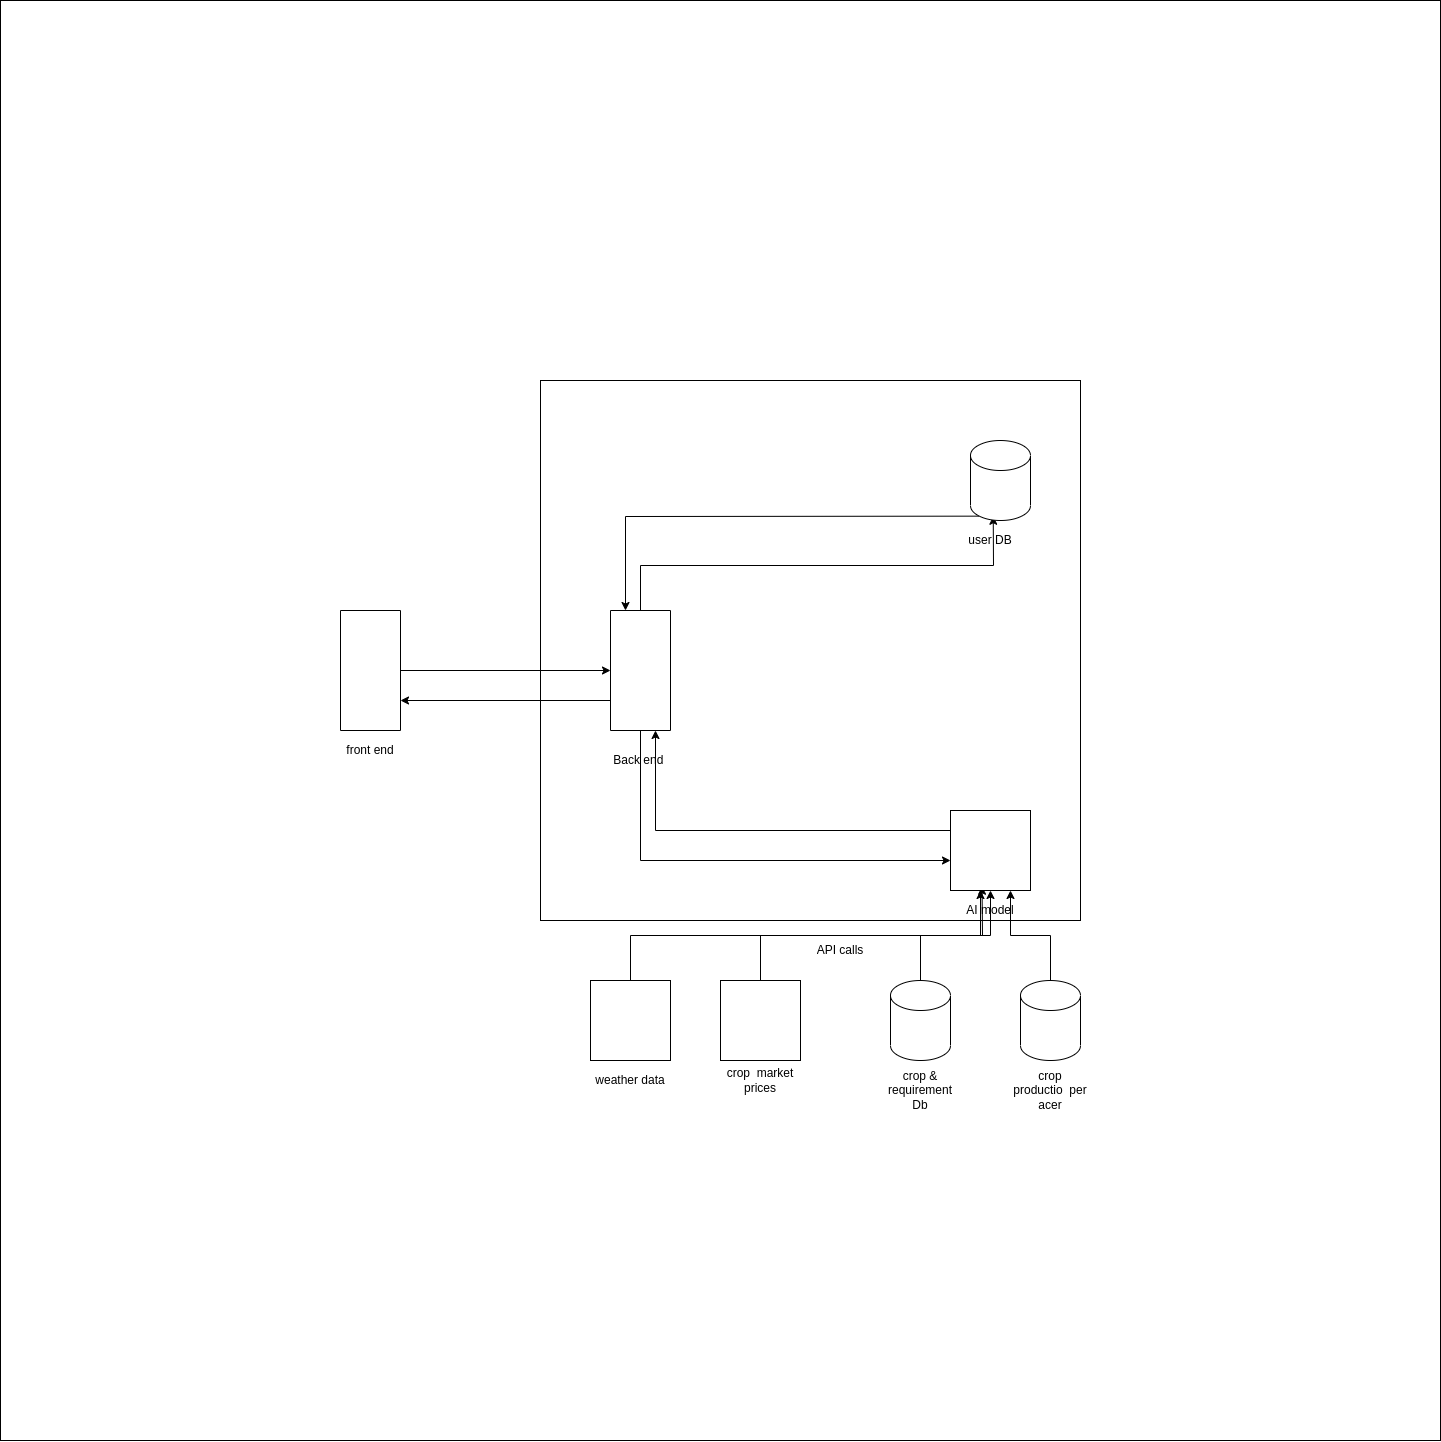 user DB
front end
Back end
AI model
API calls
weather data
crop  market
prices
crop &
requirement
Db
crop
productio  per
acer